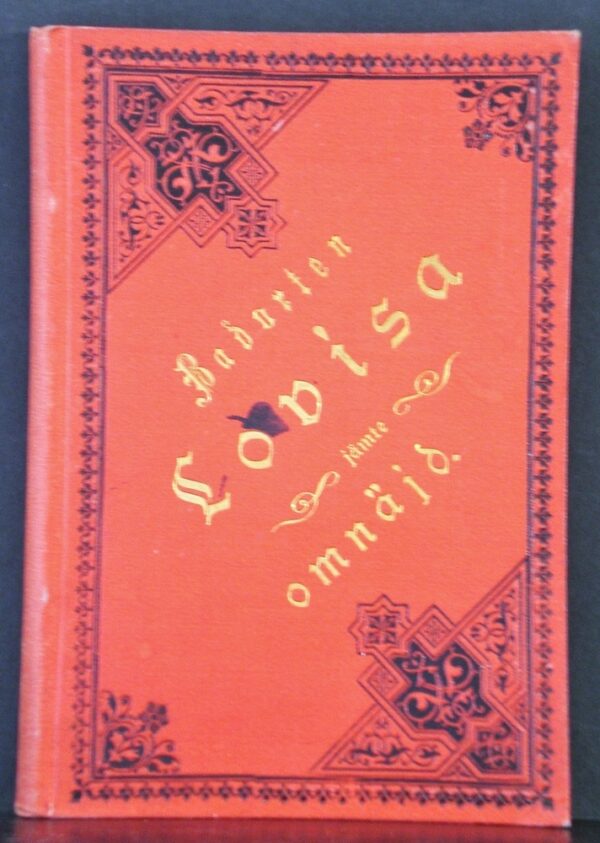 Badorten
Lovisa
jämte
omnäjd.